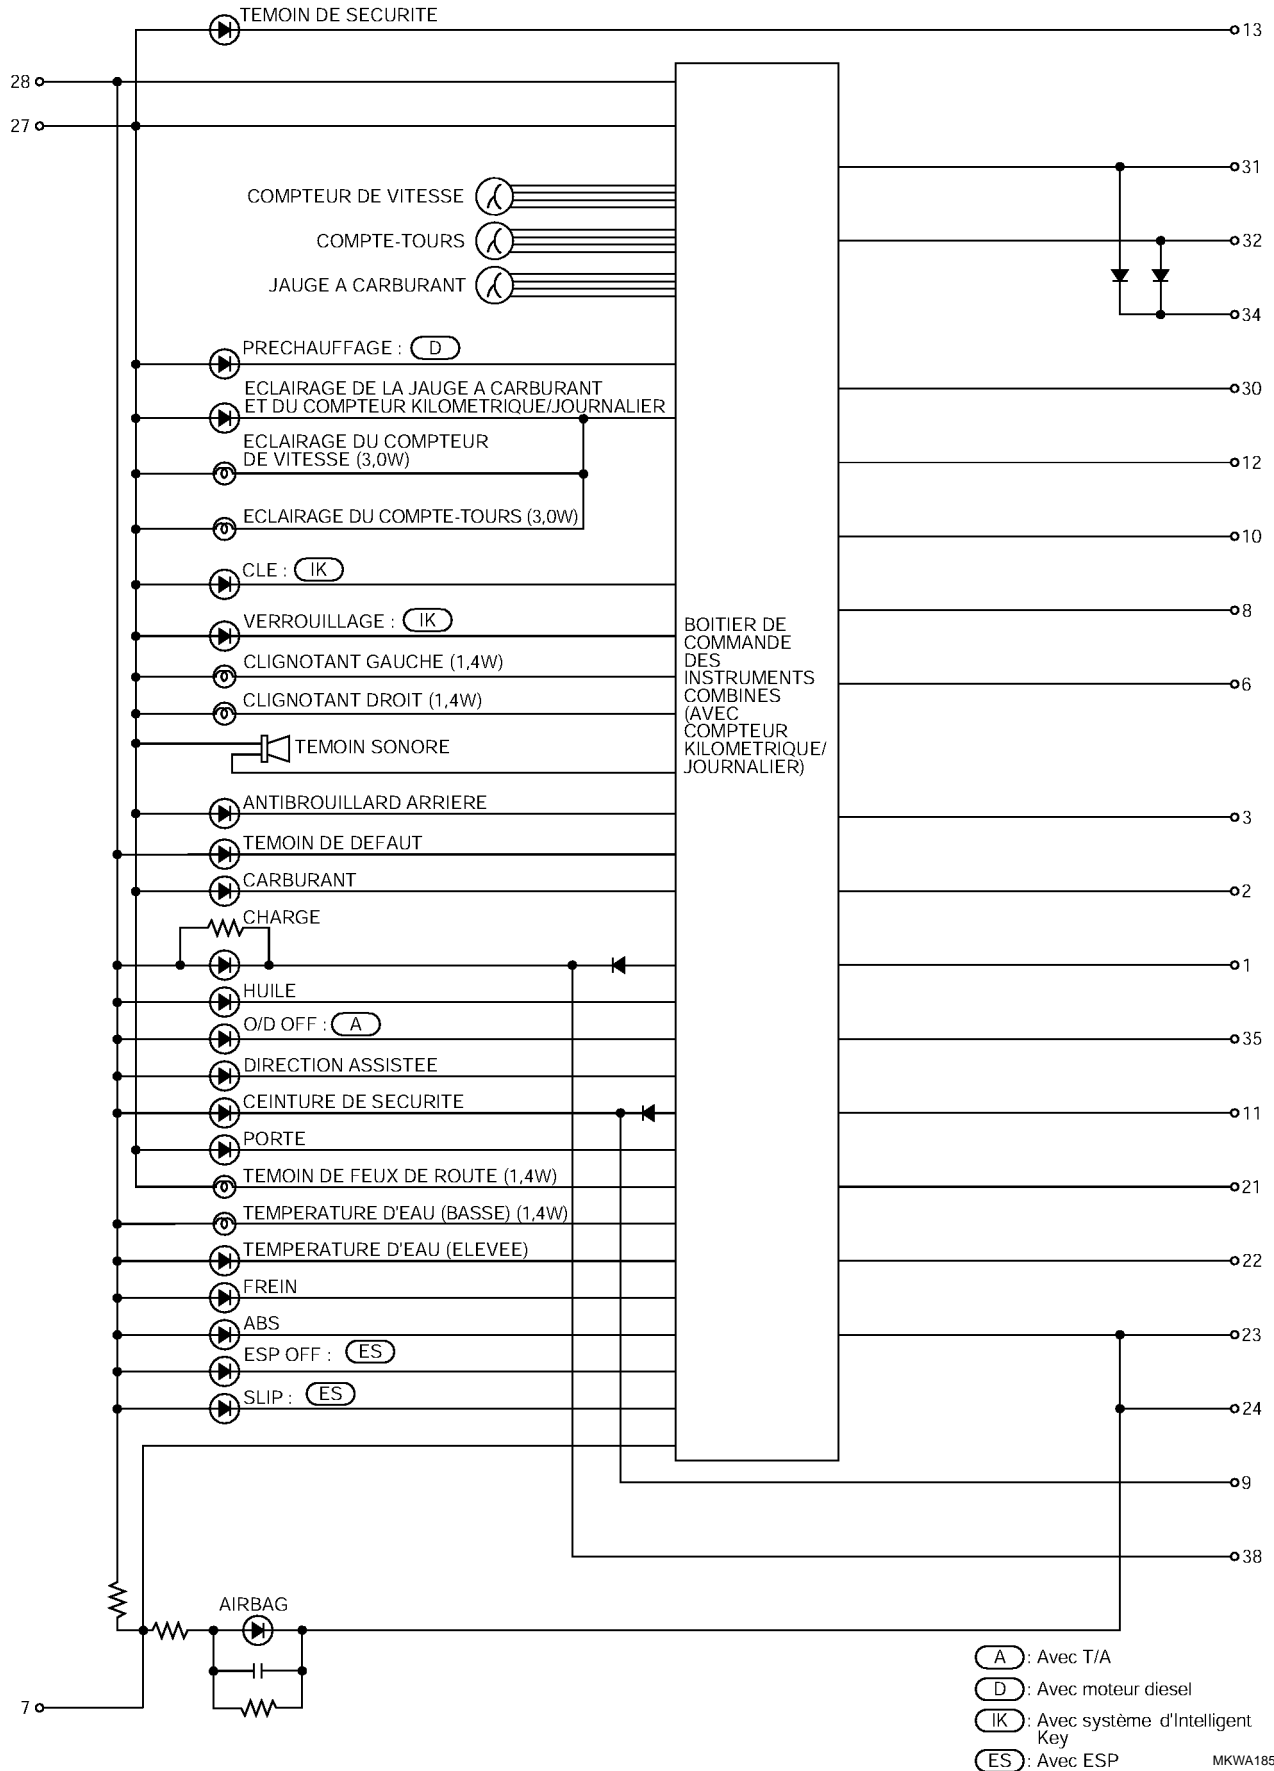 TEMOIN DE SECURITE
13
28
27
31
COMPTEUR DE VITESSE
COMPTE-TOURS
32
JAUGE A CARBURANT
34
PRECHAUFFAGE : D
ECLAIRAGE DE LA JAUGE A CARBURANT
ET DU COMPTEUR KILOMETRIQUE/JOURNALIER
30
ECLAIRAGE DU COMPTEUR
DE VITESSE (3,0W)
12
ECLAIRAGE DU COMPTE-TOURS (3,0W)
10
CLE : IK
8
VERROUILLAGE : IK
CLIGNOTANT GAUCHE (1,4W)
6
CLIGNOTANT DROIT (1,4W)
TEMOIN SONORE
BOITIER DE
COMMANDE
DES
INSTRUMENTS
COMBINES
(AVEC
COMPTEUR
KILOMETRIQUE/
JOURNALIER)
ANTIBROUILLARD ARRIERE
3
TEMOIN DE DEFAUT
CARBURANT
2
CHARGE
1
HUILE
O/D OFF : A
35
DIRECTION ASSISTEE
CEINTURE DE SECURITE
11
PORTE
TEMOIN DE FEUX DE ROUTE (1,4W)
21
TEMPERATURE D'EAU (BASSE) (1,4W)
TEMPERATURE D'EAU (ELEVEE)
22
FREIN
ABS
23
ESP OFF : ES
SLIP : ES
24
9
38
AIRBAG
7
A : Avec T/A
D : Avec moteur diesel
IK : Avec système d'Intelligent
Key
ES : Avec ESP
MKWA185